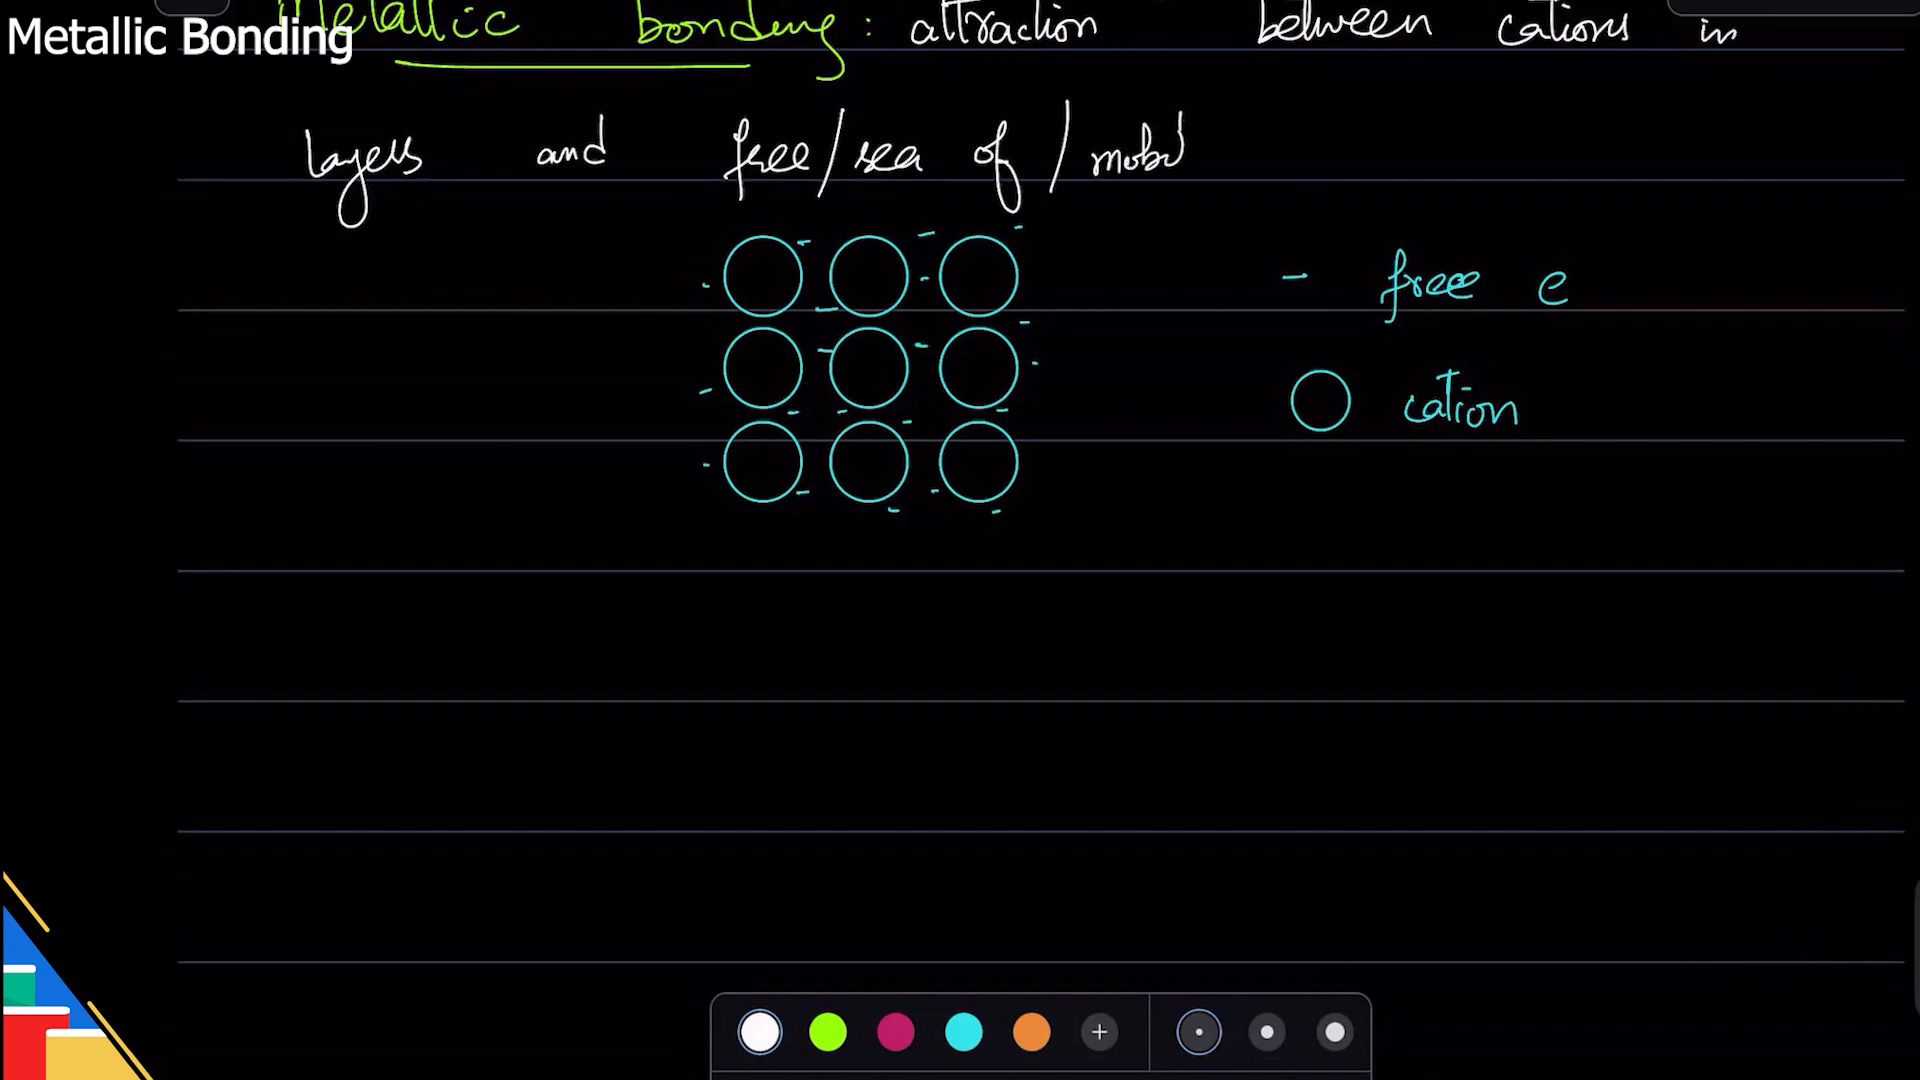 Metallic Bonding
Metallic bonding: attraction between cations in
layers and free/sea of/mobil
- free e
cation